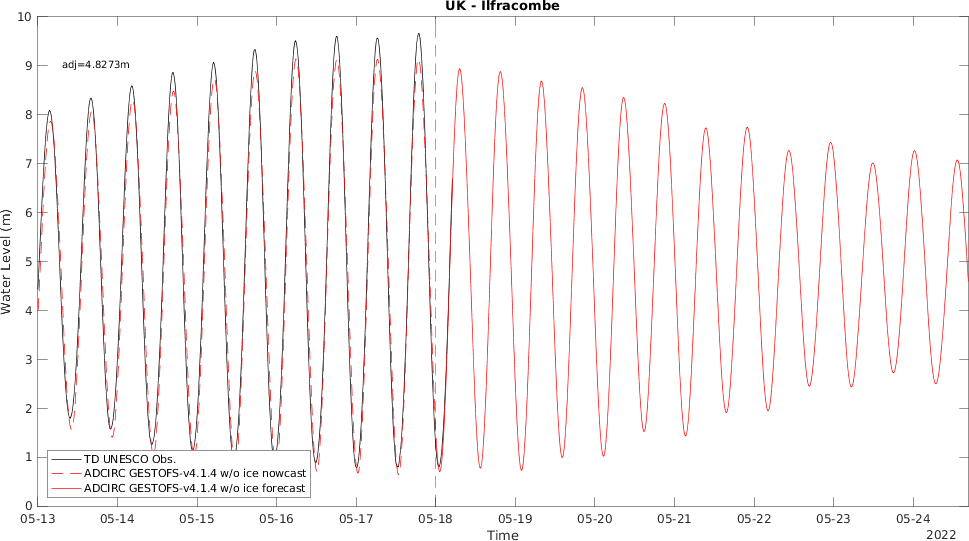 UK - Ilfracombe
adj=4.8273m
10
9
8
7
6
5
4
3
2
1
0
Water Level (m)
TD UNESCO Obs.
ADCIRC GESTOFS-v4.1.4 w/o ice nowcast
ADCIRC GESTOFS-v4.1.4 w/o ice forecast
05-13 05-14 05-15 05-16 05-17 05-18 05-19 05-20 05-21 05-22 05-23 05-24
Time
2022